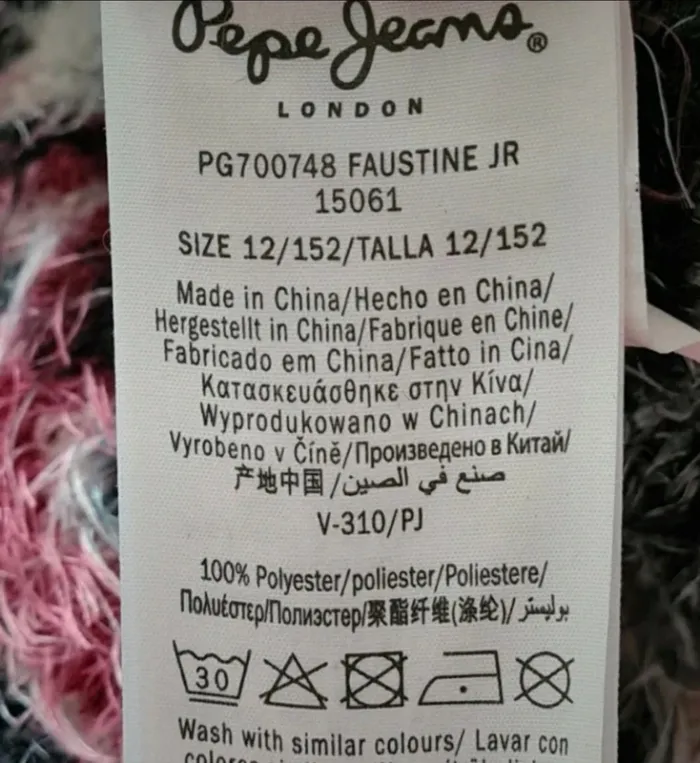 Pepe Jeans®
LONDON
PG700748 FAUSTINE JR
15061
SIZE 12/152/TALLA 12/152
Made in China/Hecho en China/
Hergestellt in China/Fabrique en Chine/
Fabricado em China/Fatto in Cina/
Κατασκευάσθηκε στην Κίνα/
Wyprodukowano w Chinach/
Vyrobeno v Číně/Произведено в Китай/
产地中国/صنع في الصين/
V-310/PJ
100% Polyester/poliester/Poliestere/
Πολυέστερ/Полиэстер/聚酯纤维(涤纶)/بوليستر
30
Wash with similar colours/ Lavar con